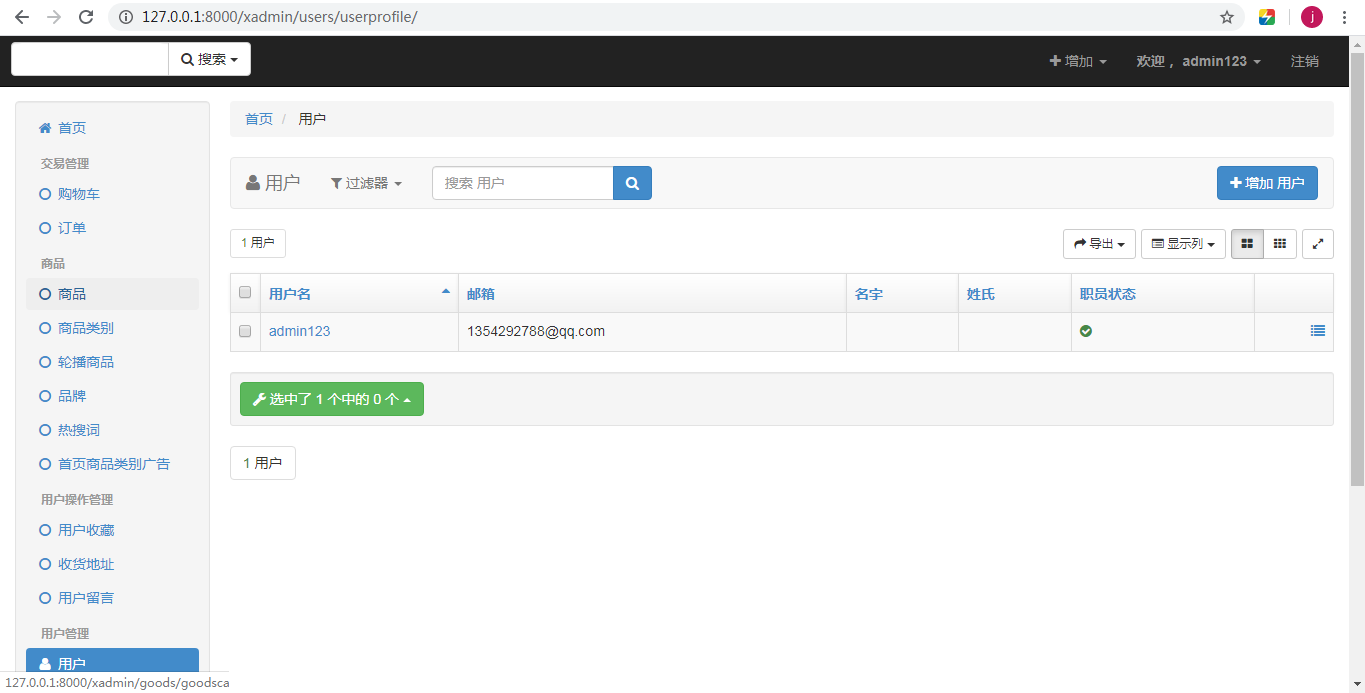 127.0.0.1:8000/xadmin/users/userprofile/
j
搜索
增加
欢迎， admin123
注销
首页
交易管理
购物车
订单
商品
商品
商品类别
轮播商品
品牌
热搜词
首页商品类别广告
用户操作管理
用户收藏
收货地址
用户留言
用户管理
用户
首页 / 用户
用户 过滤器 搜索 用户 增加 用户
1 用户 导出 显示列
用户名 邮箱 名字 姓氏 职员状态
admin123 1354292788@qq.com
选中了 1 个中的 0 个
1 用户
127.0.0.1:8000/xadmin/goods/goodsca